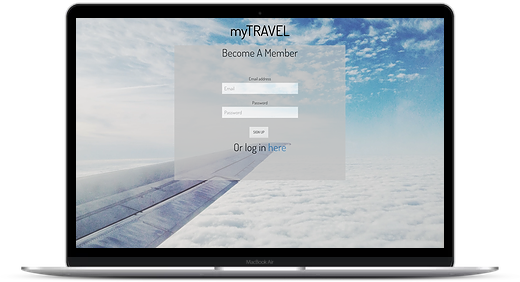 myTRAVEL
Become A Member
Email address
Email
Password
Password
SIGN UP
Or log in here
MacBook Air